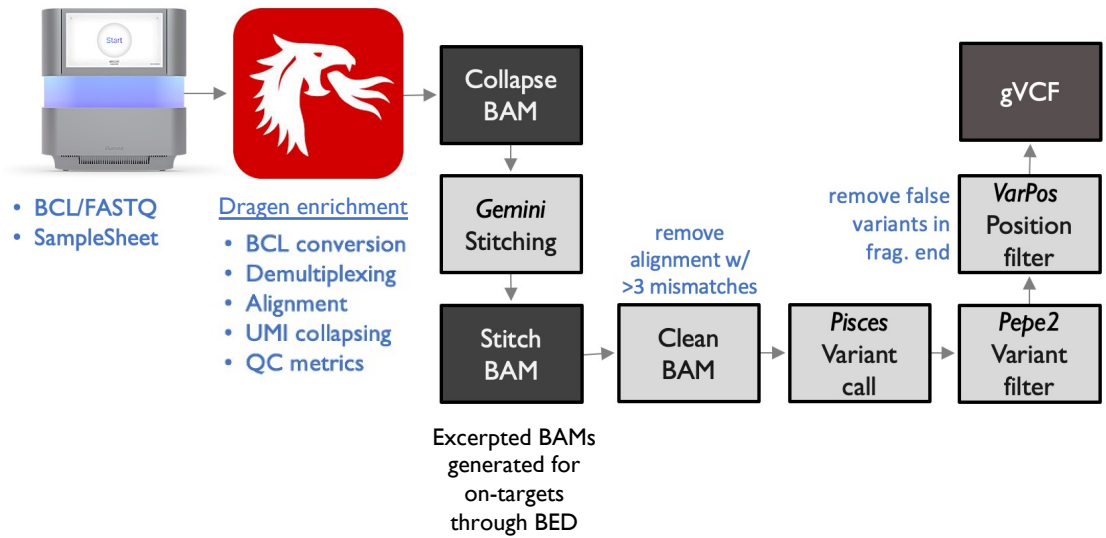 Start
• BCL/FASTQ
• SampleSheet
Dragen enrichment
• BCL conversion
• Demultiplexing
• Alignment
• UMI collapsing
• QC metrics
Collapse
BAM
Gemini
Stitching
Stitch
BAM
Excerpted BAMs
generated for
on-targets
through BED
remove
alignment w/
>3 mismatches
Clean
BAM
Pisces
Variant
call
Pepe2
Variant
filter
remove false
variants in
frag. end
VarPos
Position
filter
gVCF